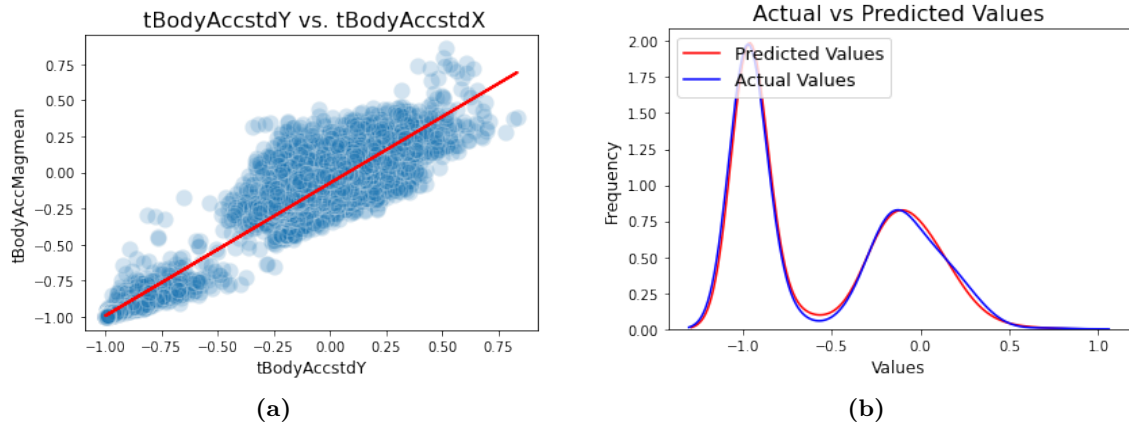 tBodyAccstdY vs. tBodyAccstdX
0.75
0.50
0.25
0.00
−0.25
−0.50
−0.75
−1.00
tBodyAccMagmean
−1.00 −0.75 −0.50 −0.25 0.00 0.25 0.50 0.75
tBodyAccstdY
(a)
Actual vs Predicted Values
Predicted Values
Actual Values
2.00
1.75
1.50
1.25
1.00
0.75
0.50
0.25
0.00
Frequency
−1.0 −0.5 0.0 0.5 1.0
Values
(b)